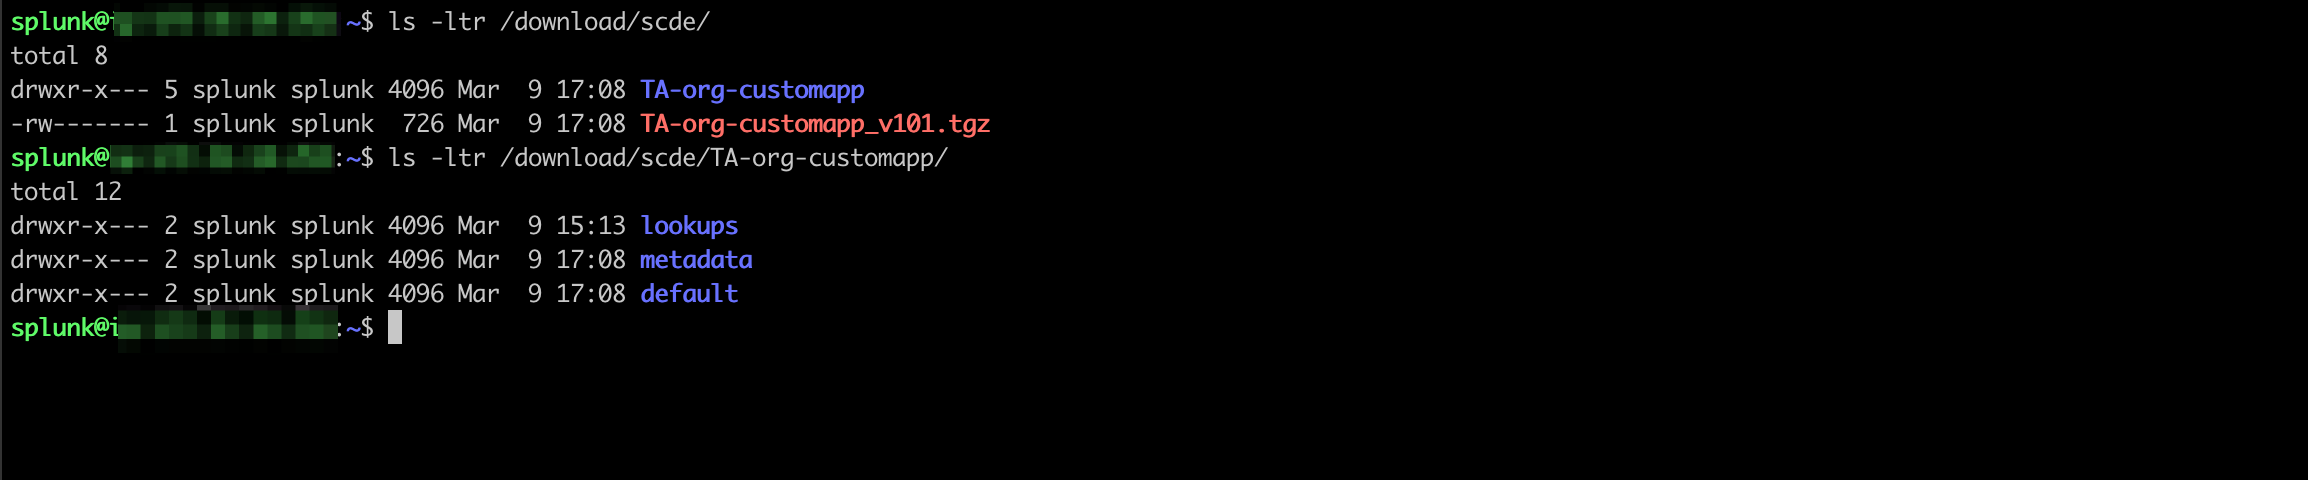 splunk@ ~$ ls -ltr /download/scde/
total 8
drwxr-x--- 5 splunk splunk 4096 Mar  9 17:08 TA-org-customapp
-rw------- 1 splunk splunk  726 Mar  9 17:08 TA-org-customapp_v101.tgz
splunk@ :~$ ls -ltr /download/scde/TA-org-customapp/
total 12
drwxr-x--- 2 splunk splunk 4096 Mar  9 15:13 lookups
drwxr-x--- 2 splunk splunk 4096 Mar  9 17:08 metadata
drwxr-x--- 2 splunk splunk 4096 Mar  9 17:08 default
splunk@i :~$